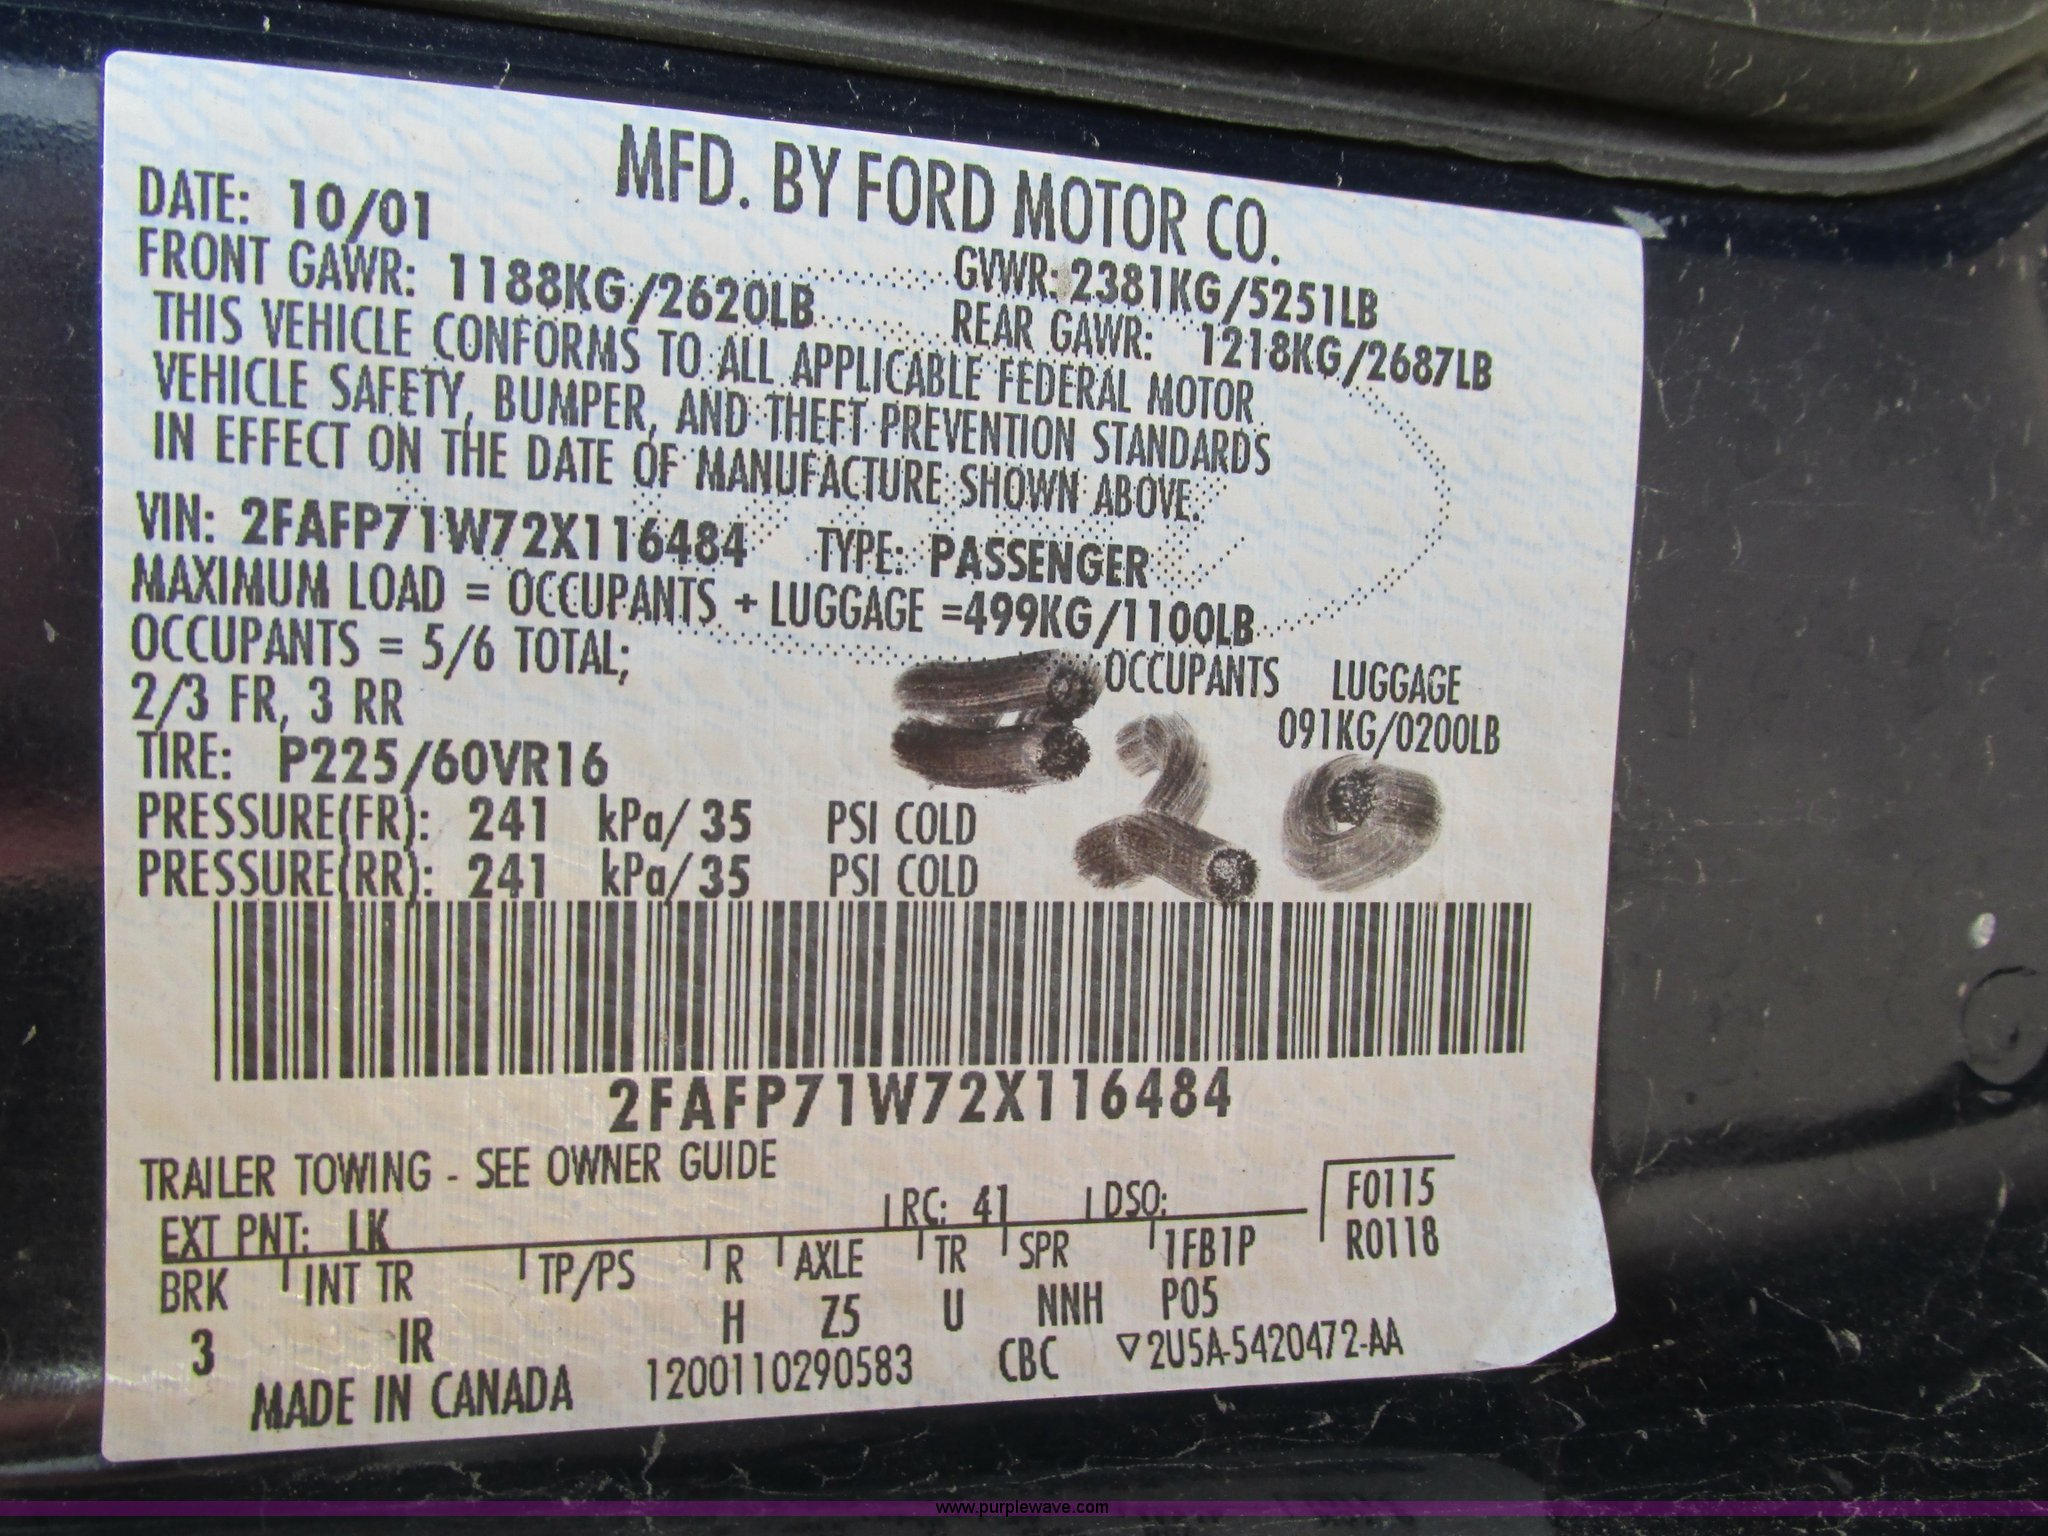 MFD. BY FORD MOTOR CO.
DATE: 10/01
GVWR: 2381KG/5251LB
FRONT GAWR: 1188KG/2620LB
REAR GAWR: 1218KG/2687LB
THIS VEHICLE CONFORMS TO ALL APPLICABLE FEDERAL MOTOR
VEHICLE SAFETY, BUMPER, AND THEFT PREVENTION STANDARDS
IN EFFECT ON THE DATE OF MANUFACTURE SHOWN ABOVE.
VIN: 2FAFP71W72X116484 TYPE: PASSENGER
MAXIMUM LOAD = OCCUPANTS + LUGGAGE =499KG/1100LB
OCCUPANTS = 5/6 TOTAL; OCCUPANTS LUGGAGE
2/3 FR, 3 RR 091KG/0200LB
TIRE: P225/60VR16
PRESSURE(FR): 241 kPa/ 35 PSI COLD
PRESSURE(RR): 241 kPa/ 35 PSI COLD
2FAFP71W72X116484
TRAILER TOWING - SEE OWNER GUIDE
EXT PNT: LK RC: 41 DSO: F0115
R0118
BRK INT TR TP/PS R AXLE TR SPR 1FB1P
3 IR H Z5 U NNH P05
MADE IN CANADA 1200110290583 CBC ▽2U5A-5420472-AA
www.purplewave.com